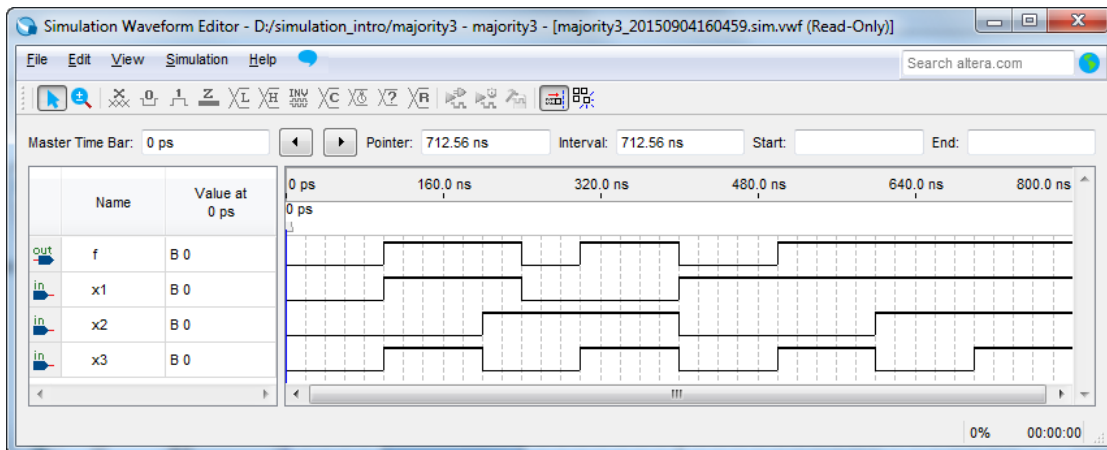 Simulation Waveform Editor - D:/simulation_intro/majority3 - majority3 - [majority3_20150904160459.sim.vwf (Read-Only)]
File Edit View Simulation Help
Search altera.com
Master Time Bar: 0 ps Pointer: 712.56 ns Interval: 712.56 ns Start: End:
Name Value at 0 ps
0 ps 160.0 ns 320.0 ns 480.0 ns 640.0 ns 800.0 ns
0 ps
out f B 0
in x1 B 0
in x2 B 0
in x3 B 0
0% 00:00:00